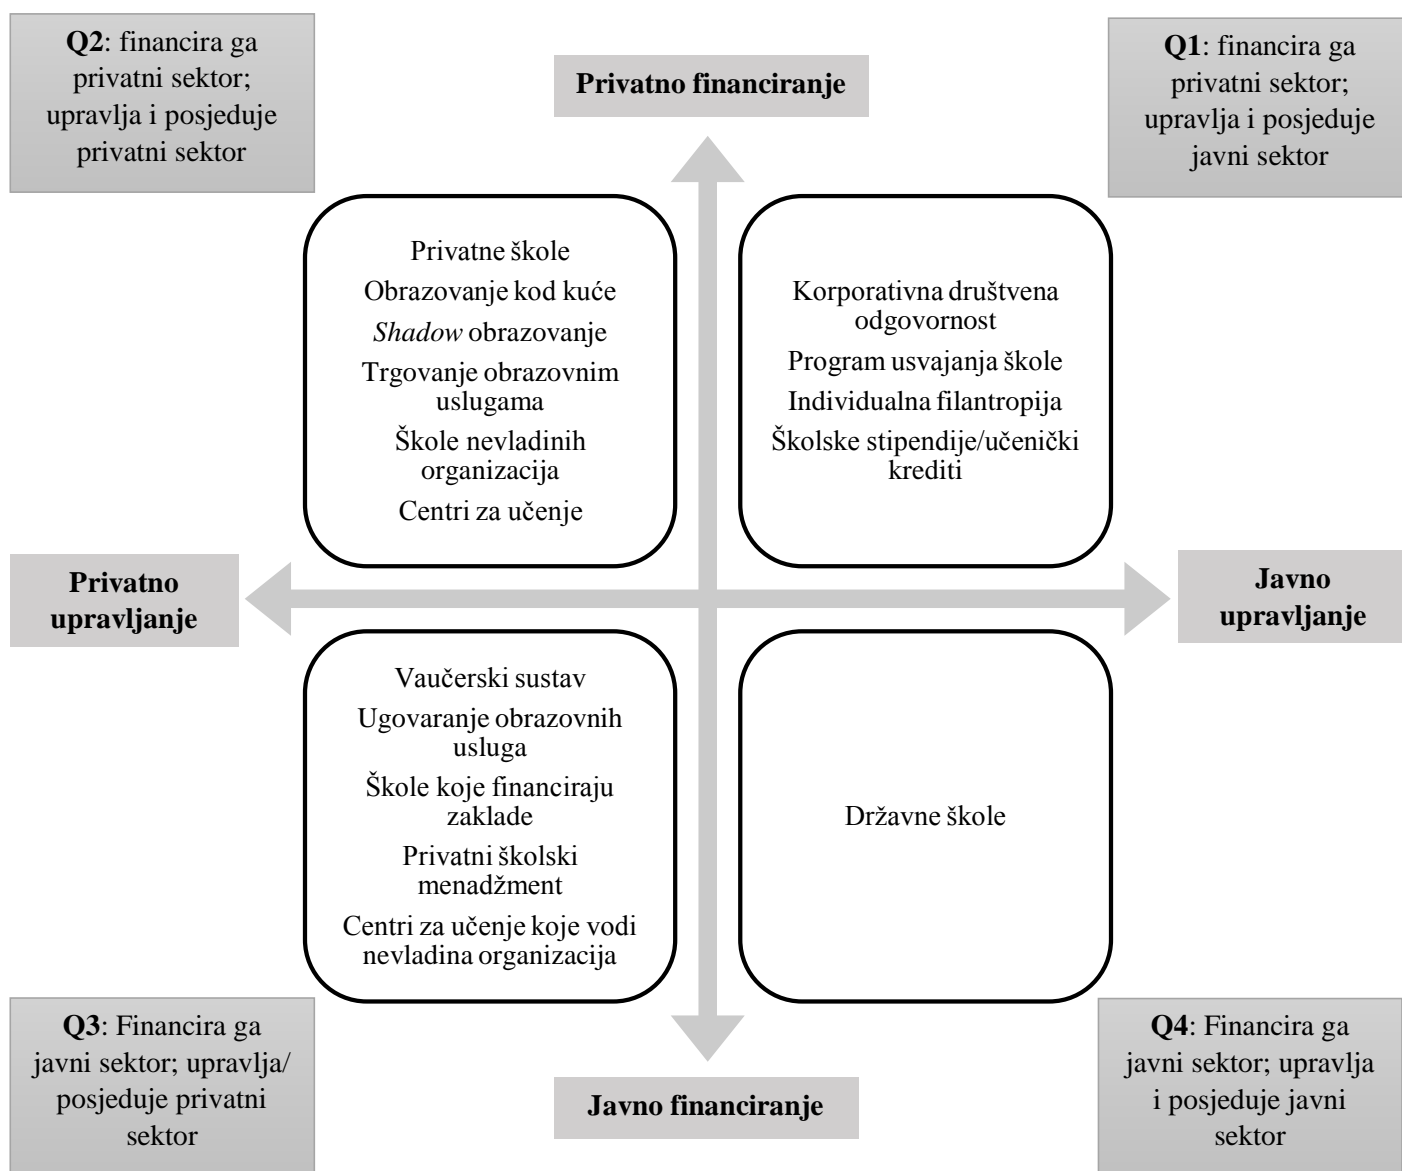 Q2: financira ga
privatni sektor;
upravlja i posjeduje
privatni sektor
Privatno financiranje
Q1: financira ga
privatni sektor;
upravlja i posjeduje
javni sektor
Privatne škole
Obrazovanje kod kuće
Shadow obrazovanje
Trgovanje obrazovnim
uslugama
Škole nevladinih
organizacija
Centri za učenje
Korporativna društvena
odgovornost
Program usvajanja škole
Individualna filantropija
Školske stipendije/učenički
krediti
Privatno
upravljanje
Javno
upravljanje
Vaučerski sustav
Ugovaranje obrazovnih
usluga
Škole koje financiraju
zaklade
Privatni školski
menadžment
Centri za učenje koje vodi
nevladina organizacija
Državne škole
Q3: Financira ga
javni sektor; upravlja/
posjeduje privatni
sektor
Javno financiranje
Q4: Financira ga
javni sektor; upravlja
i posjeduje javni
sektor